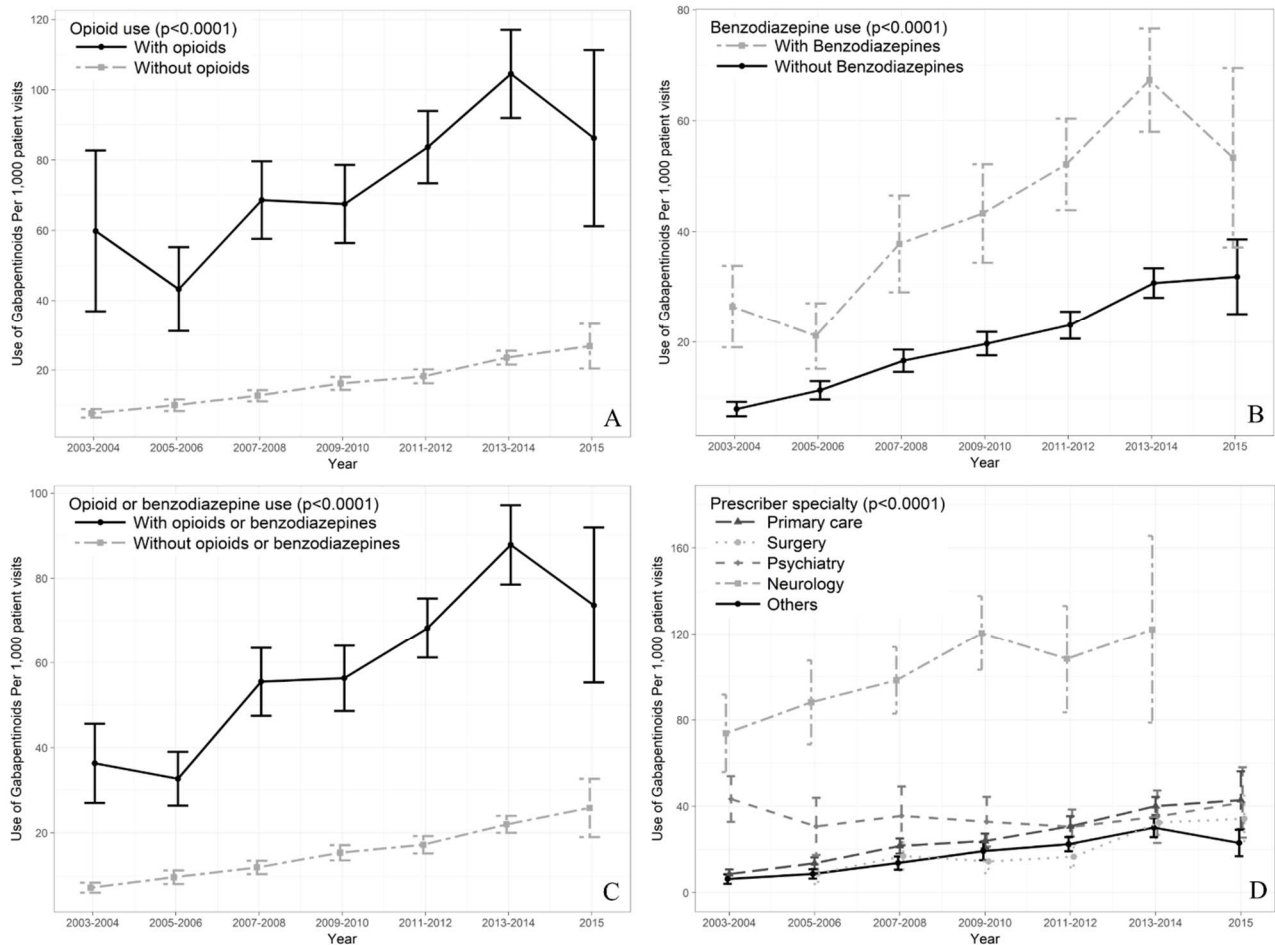 Opioid use (p<0.0001)
With opioids
Without opioids
Use of Gabapentinoids Per 1,000 patient visits
120
100
80
60
40
20
2003-2004 2005-2006 2007-2008 2009-2010 2011-2012 2013-2014 2015
Year
A
Benzodiazepine use (p<0.0001)
With Benzodiazepines
Without Benzodiazepines
Use of Gabapentinoids Per 1,000 patient visits
80
60
40
20
2003-2004 2005-2006 2007-2008 2009-2010 2011-2012 2013-2014 2015
Year
B
Opioid or benzodiazepine use (p<0.0001)
With opioids or benzodiazepines
Without opioids or benzodiazepines
Use of Gabapentinoids Per 1,000 patient visits
100
80
60
40
20
2003-2004 2005-2006 2007-2008 2009-2010 2011-2012 2013-2014 2015
Year
C
Prescriber specialty (p<0.0001)
Primary care
Surgery
Psychiatry
Neurology
Others
Use of Gabapentinoids Per 1,000 patient visits
160
120
80
40
0
2003-2004 2005-2006 2007-2008 2009-2010 2011-2012 2013-2014 2015
Year
D